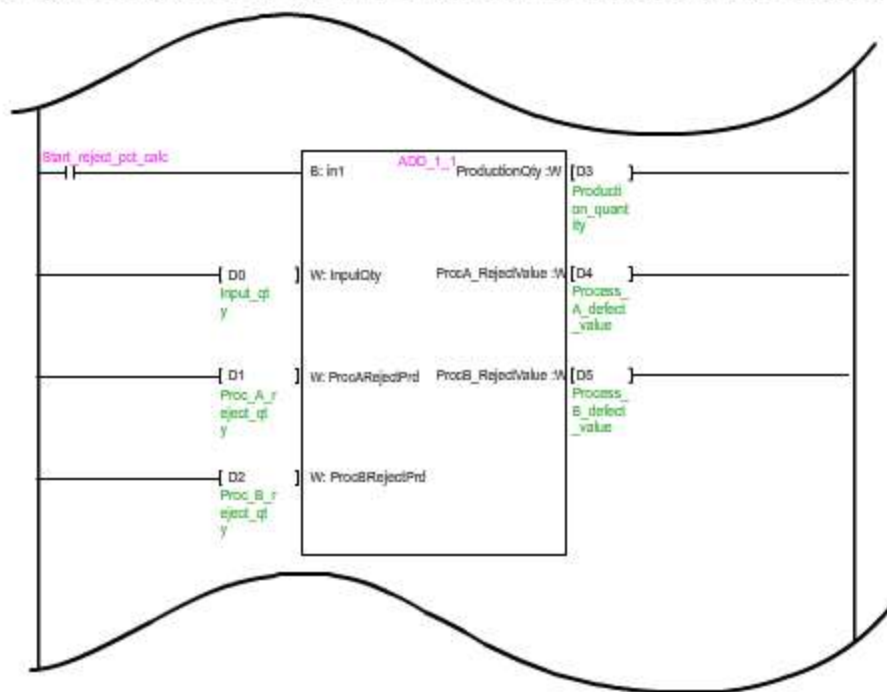 Start_reject_pct_calc
ADD_1_1
B: in1
ProductionQty :W
[D3 ]
Producti
on_quant
ity
[ D0 ]
W: InputQty
ProcA_RejectValue :W
[D4 ]
Input_qt
y
Process_
A_defect
_value
[ D1 ]
W: ProcARejectPrd
ProcB_RejectValue :W
[D5 ]
Proc_A_r
eject_qt
y
Process_
B_defect
_value
[ D2 ]
W: ProcBRejectPrd
Proc_B_r
eject_qt
y